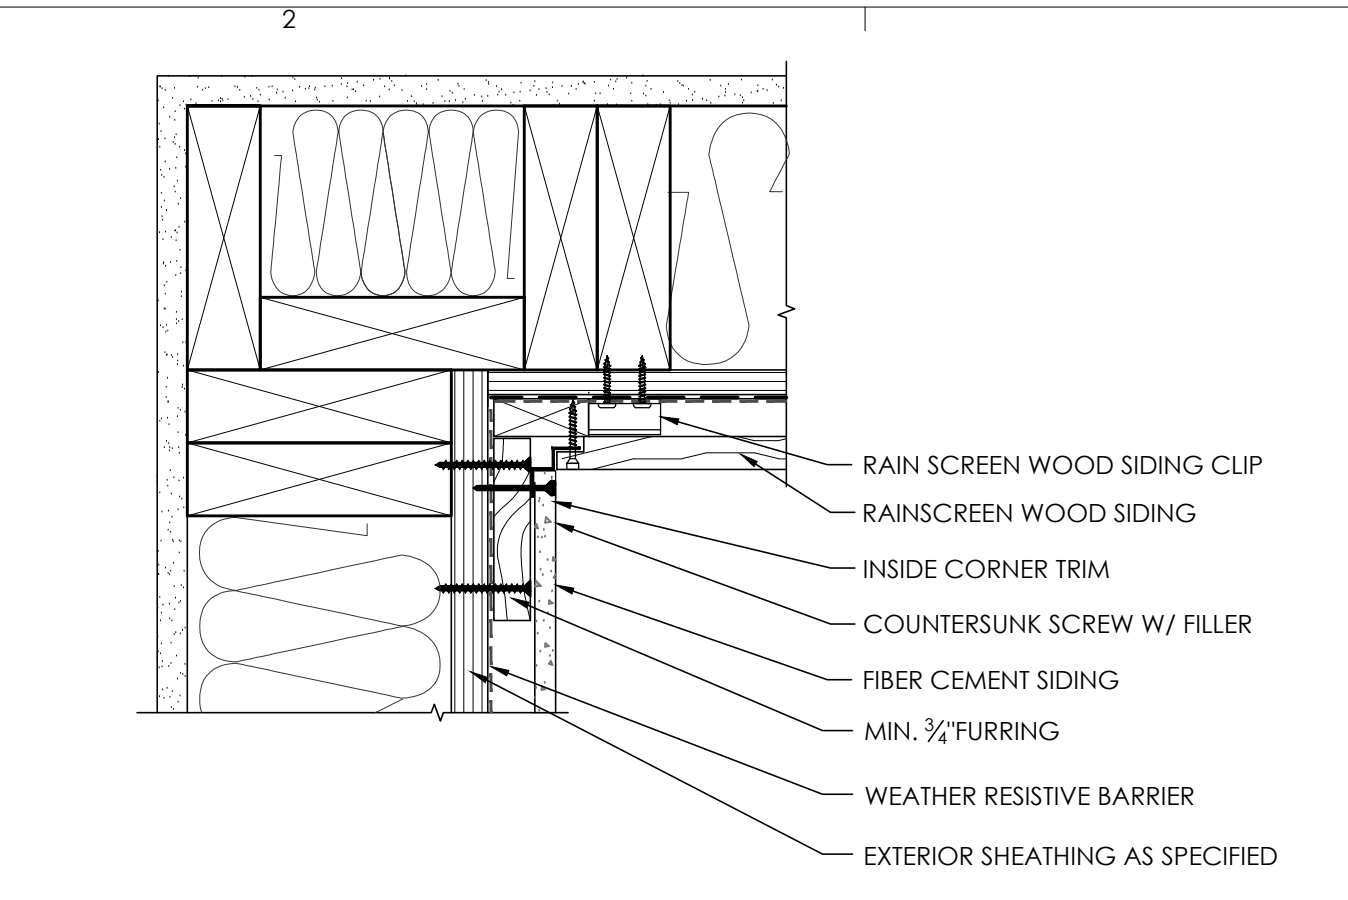 2
RAIN SCREEN WOOD SIDING CLIP
RAINSCREEN WOOD SIDING
INSIDE CORNER TRIM
COUNTERSUNK SCREW W/ FILLER
FIBER CEMENT SIDING
MIN. ¾"FURRING
WEATHER RESISTIVE BARRIER
EXTERIOR SHEATHING AS SPECIFIED